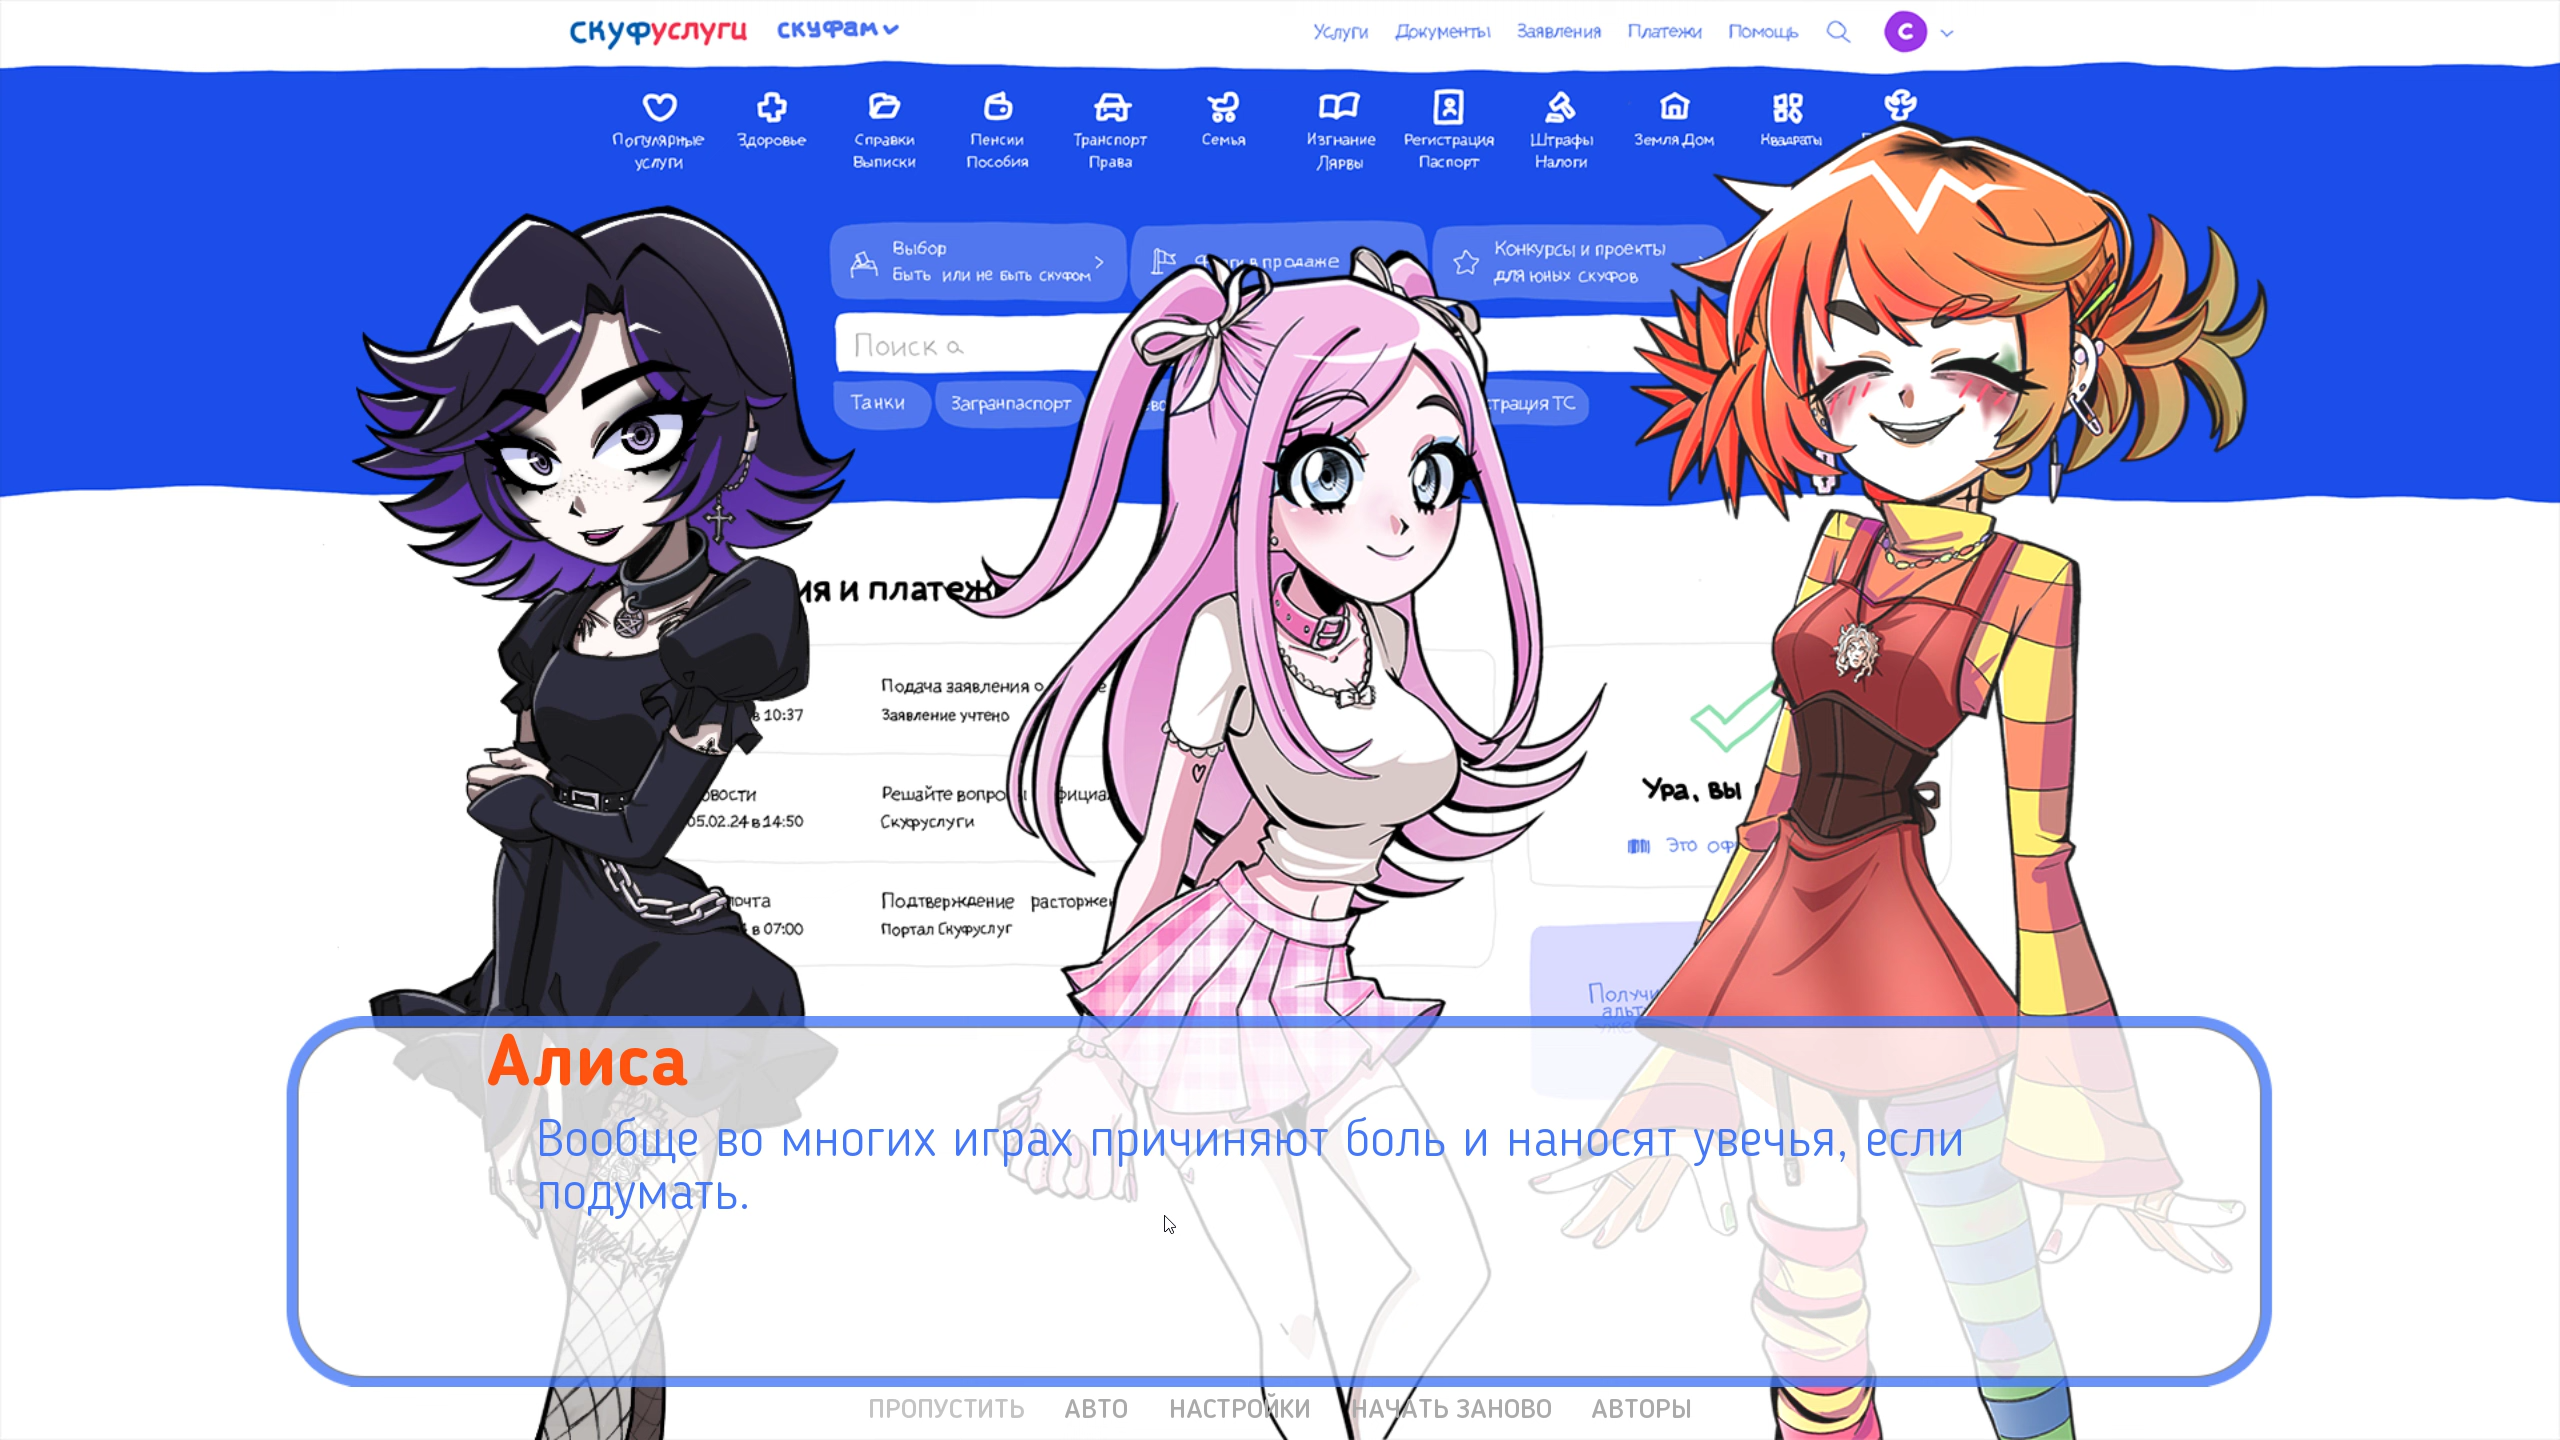 скуфуслуги скуфам
Услуги Документы Заявления Платежи Помощь С
Популярные
услуги
Здоровье
Справки
Выписки
Пенсии
Пособия
Транспорт
Права
Семья
Изгнание
Лярвы
Регистрация
Паспорт
Штрафы
Налоги
Земля Дом
Квадраты
Выбор
Быть или не быть скуфом
в продаже
Конкурсы и проекты
для юных скуфов
Поиск
Танки Загранпаспорт
ТС
и
Подача заявления о
в 10:37 Заявление учтено
Решайте
05.02.24 в 14:50 Скуфуслуги
Подтверждение
в 07:00 Портал Скуфуслуг
Ура, вы
Это
Алиса
Вообще во многих играх причиняют боль и наносят увечья, если
подумать.
ПРОПУСТИТЬ АВТО НАСТРОЙКИ НАЧАТЬ ЗАНОВО АВТОРЫ